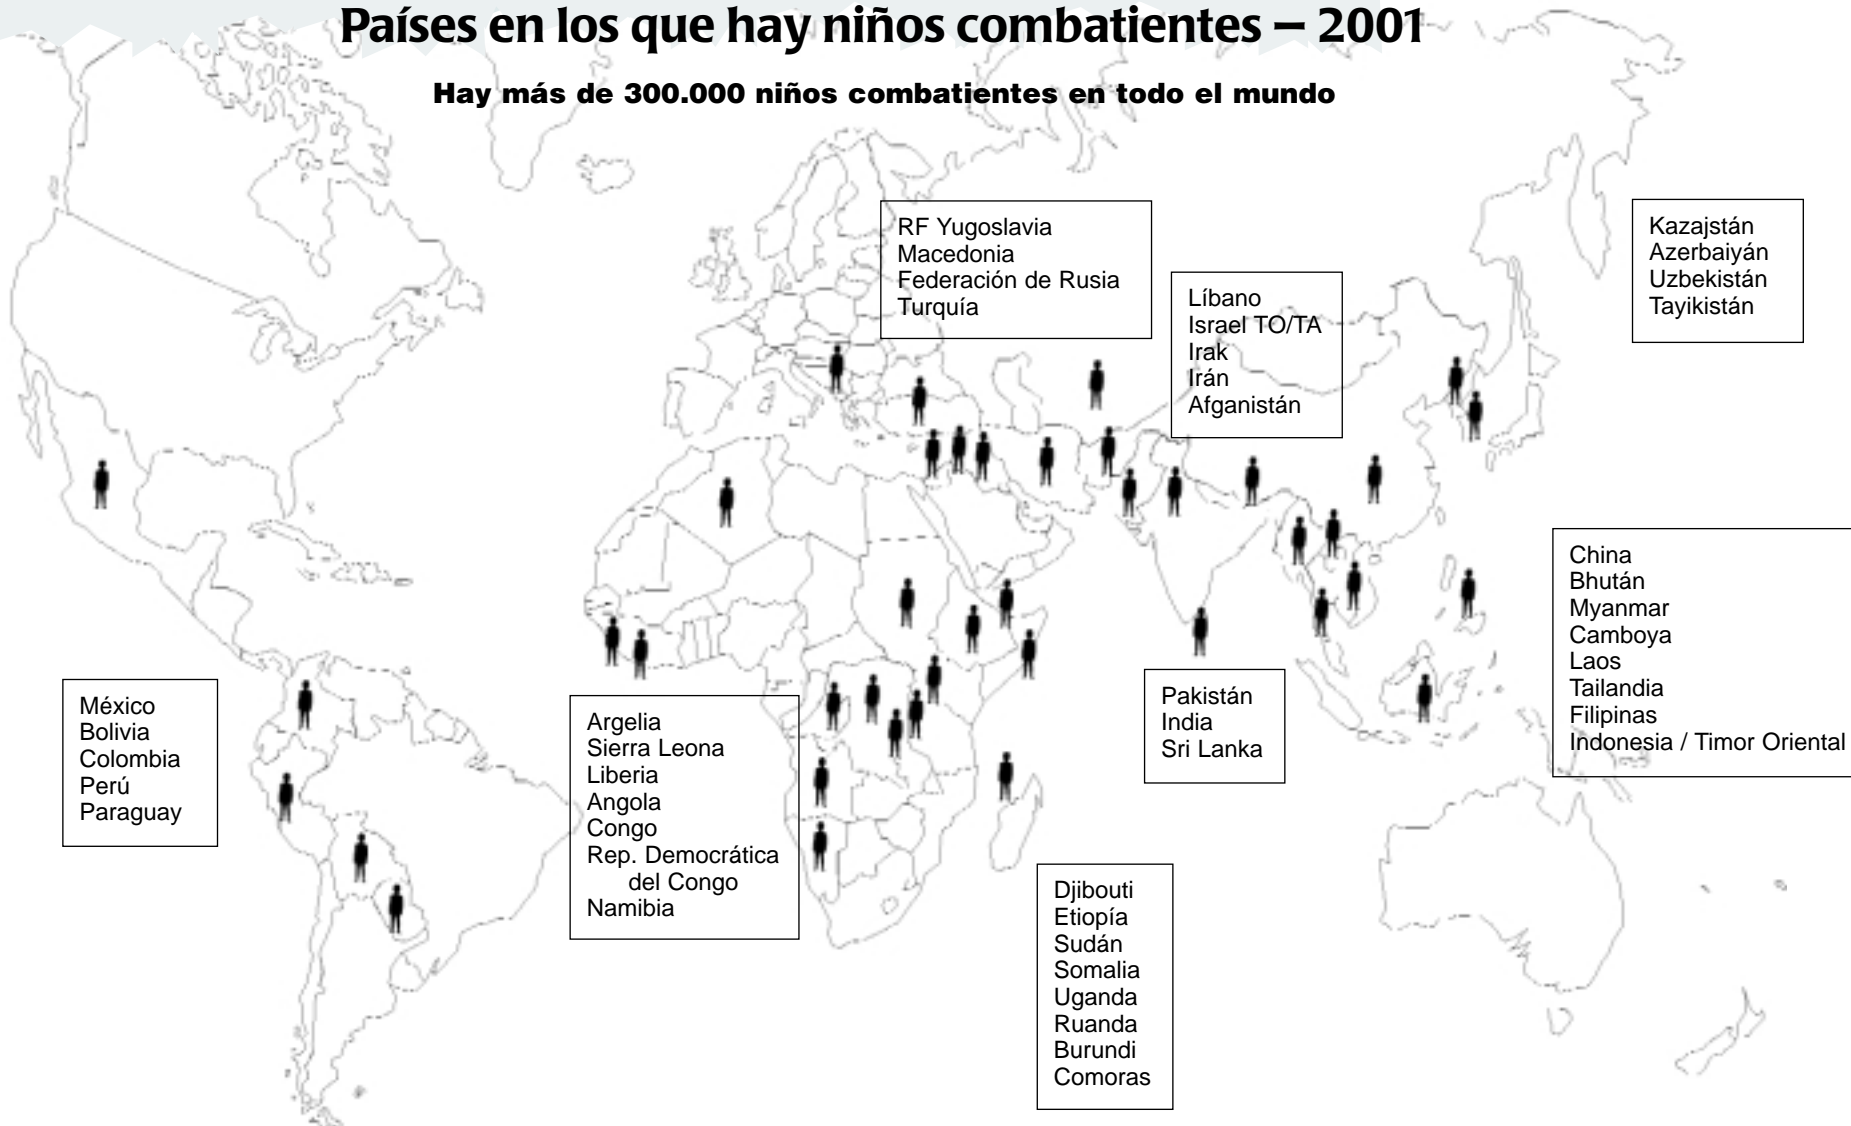 Países en los que hay niños combatientes – 2001
Hay más de 300.000 niños combatientes en todo el mundo
RF Yugoslavia
Macedonia
Federación de Rusia
Turquía
Líbano
Israel TO/TA
Irak
Irán
Afganistán
Kazajstán
Azerbaiyán
Uzbekistán
Tayikistán
China
Bhután
Myanmar
Camboya
Laos
Tailandia
Filipinas
Indonesia / Timor Oriental
México
Bolivia
Colombia
Perú
Paraguay
Argelia
Sierra Leona
Liberia
Angola
Congo
Rep. Democrática
del Congo
Namibia
Pakistán
India
Sri Lanka
Djibouti
Etiopía
Sudán
Somalia
Uganda
Ruanda
Burundi
Comoras